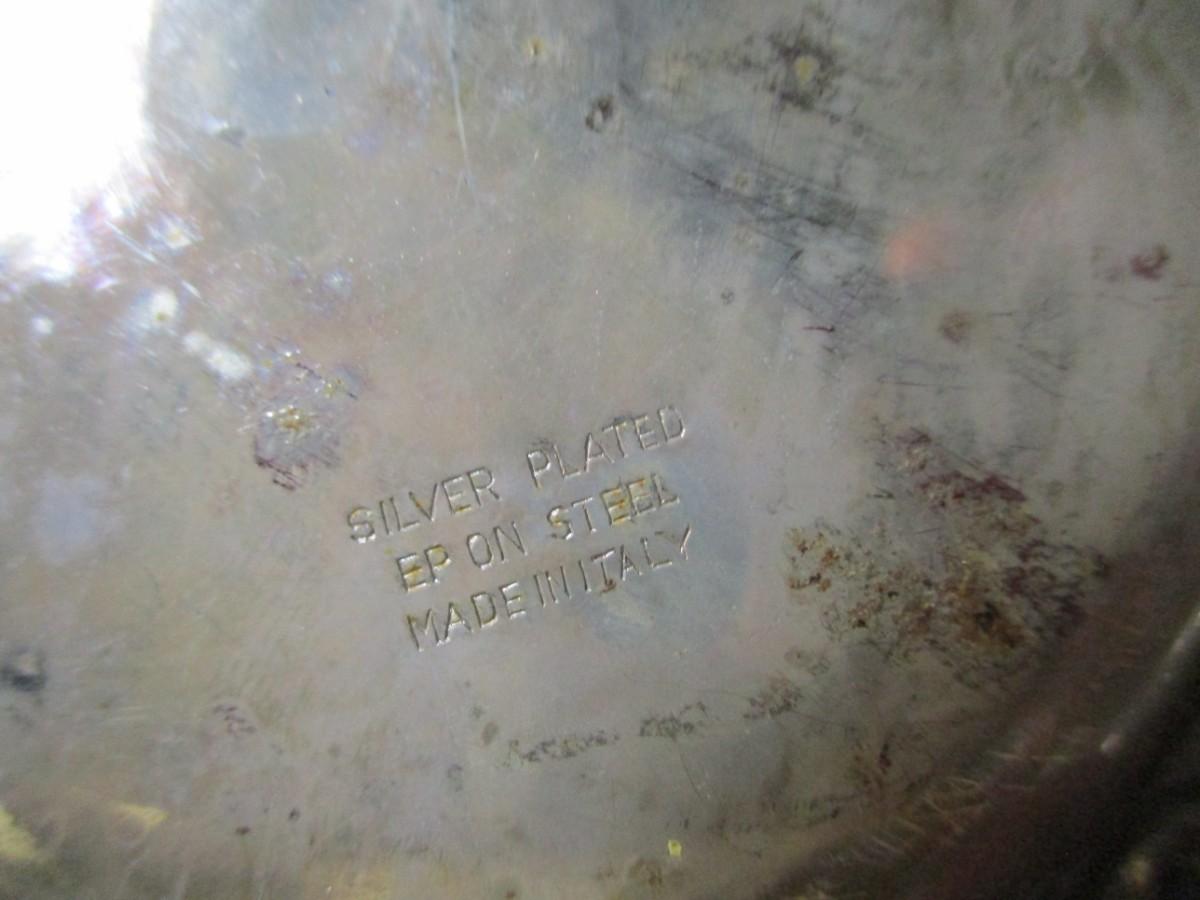 SILVER PLATED
EP ON STEEL
MADE IN ITALY